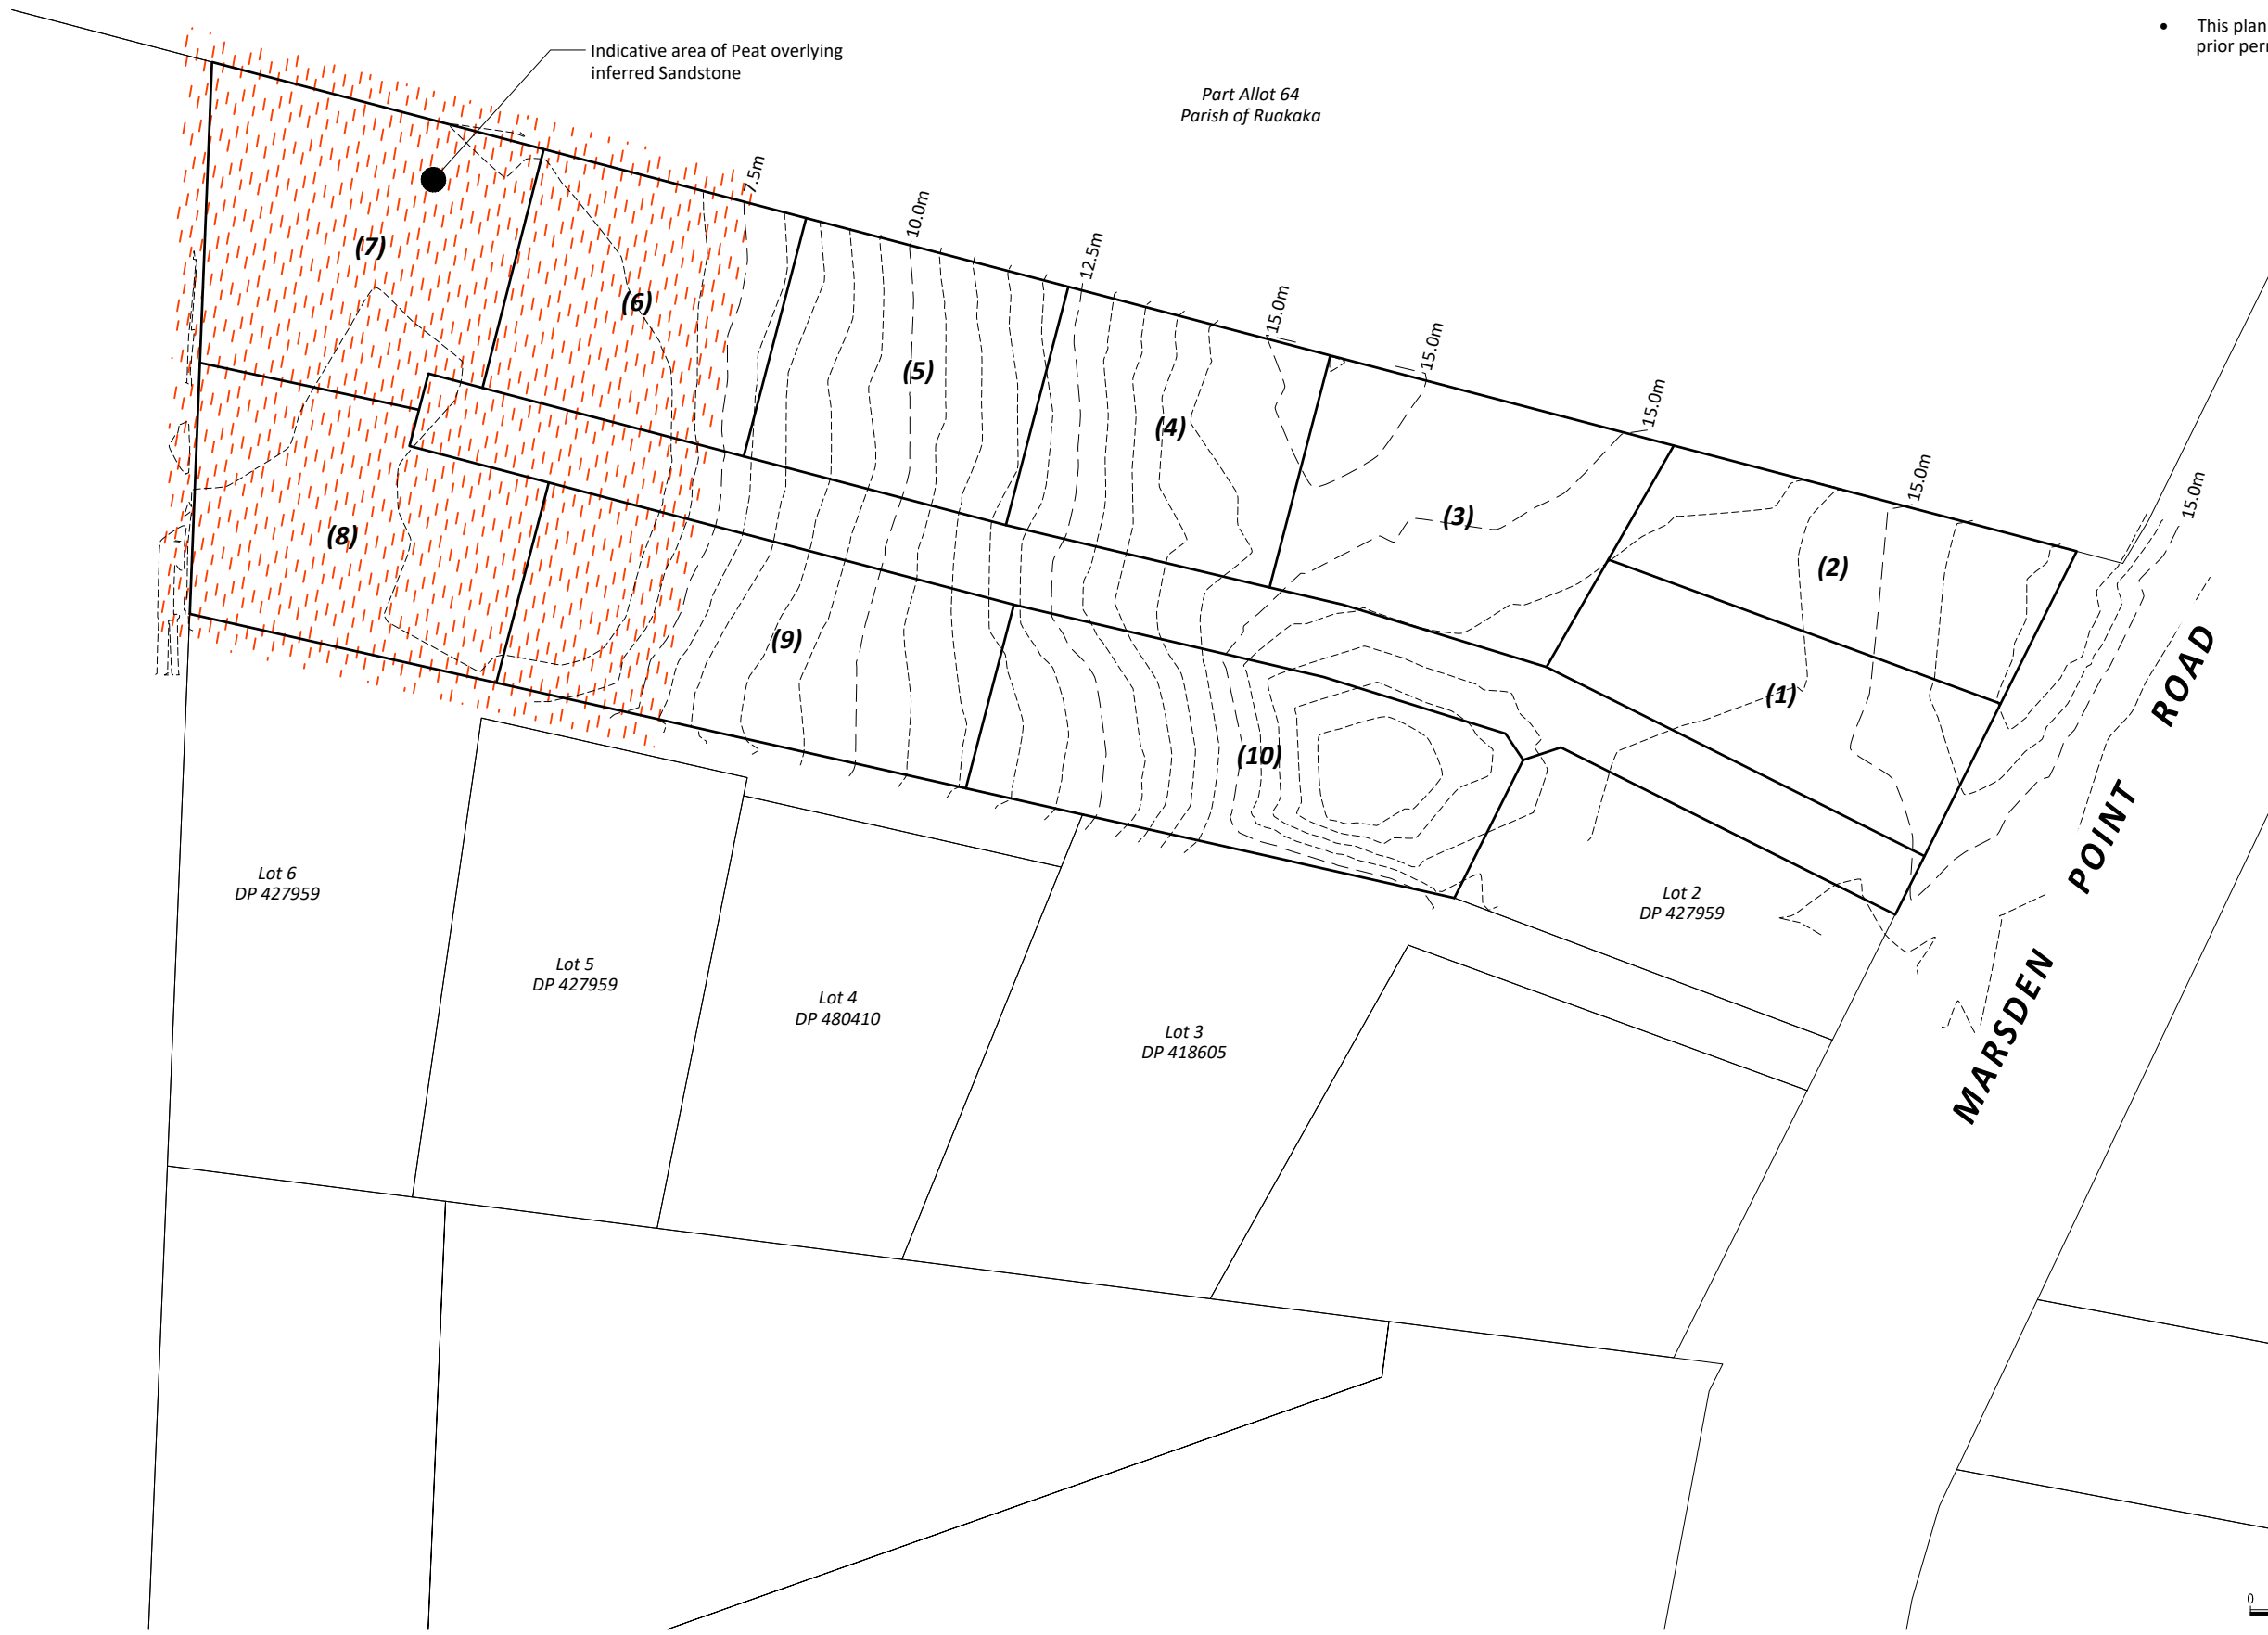 This plan
prior per
Indicative area of Peat overlying
inferred Sandstone
Part Allot 64
Parish of Ruakaka
7.5m
10.0m
12.5m
15.0m
15.0m
15.0m
15.0m
15.0m
(7)
(6)
(5)
(4)
(3)
(2)
(1)
(8)
(9)
(10)
MARSDEN POINT ROAD
Lot 6
DP 427959
Lot 5
DP 427959
Lot 4
DP 480410
Lot 3
DP 418605
Lot 2
DP 427959
0